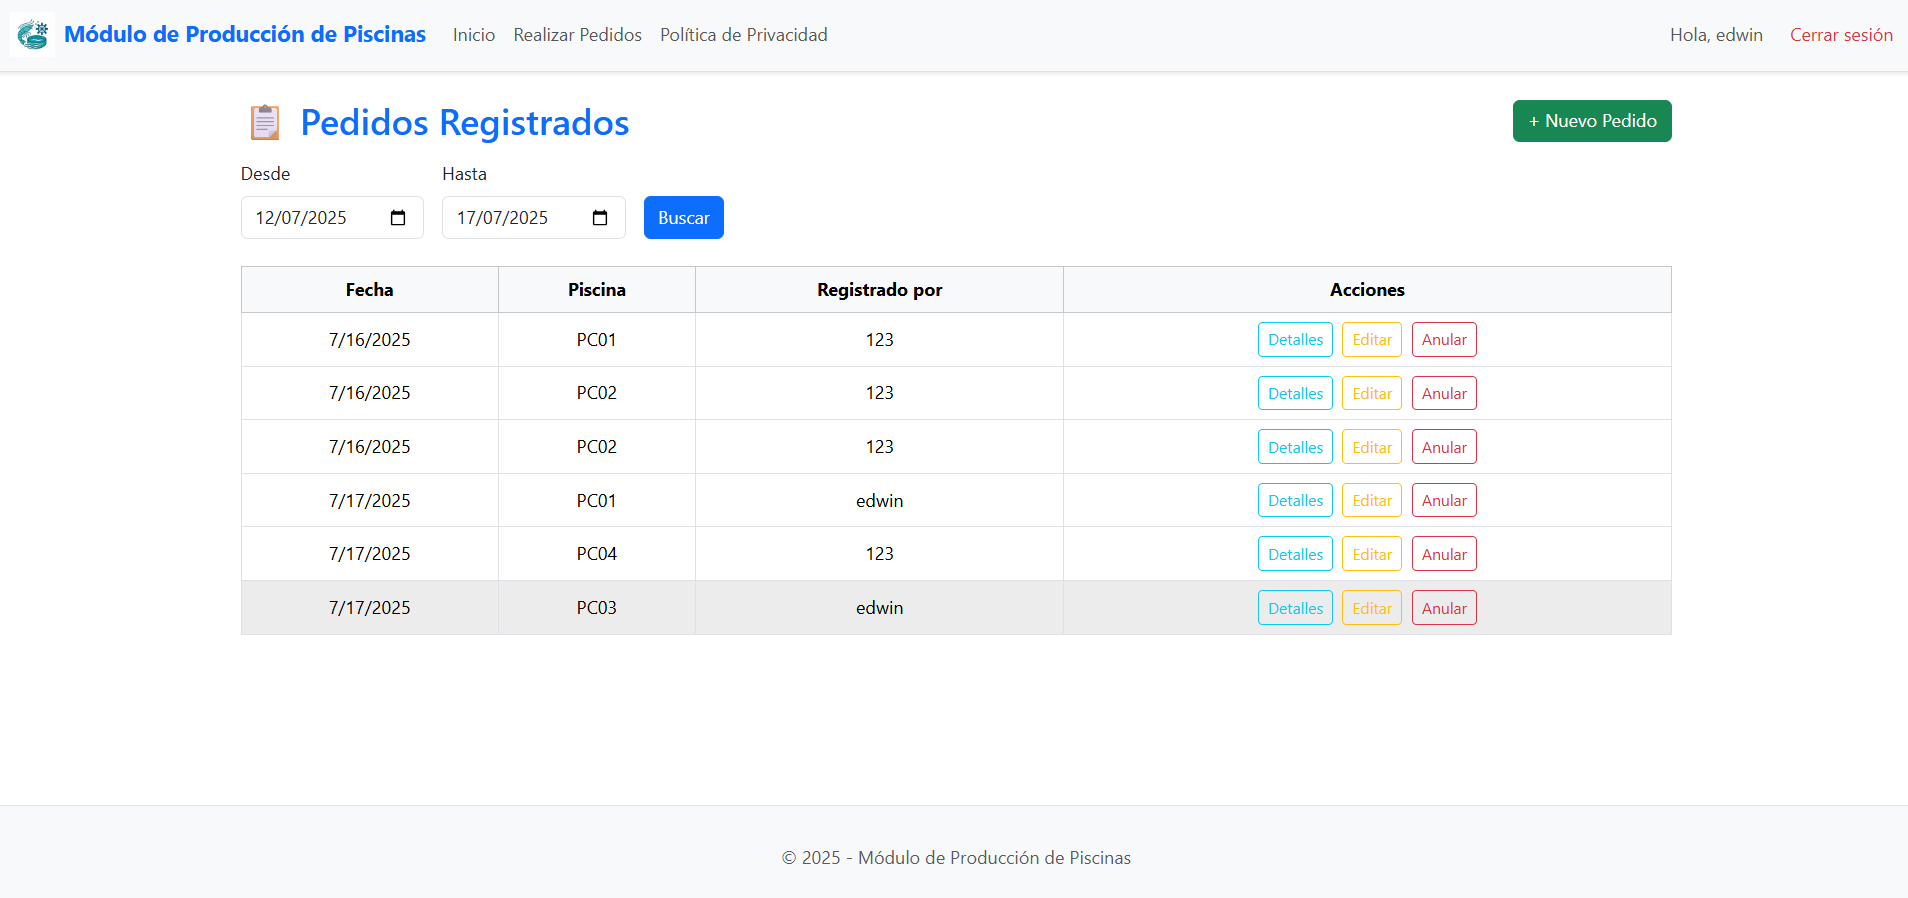 Módulo de Producción de Piscinas Inicio Realizar Pedidos Política de Privacidad Hola, edwin Cerrar sesión
Pedidos Registrados + Nuevo Pedido
Desde Hasta
12/07/2025 17/07/2025 Buscar
Fecha Piscina Registrado por Acciones
7/16/2025 PC01 123 Detalles Editar Anular
7/16/2025 PC02 123 Detalles Editar Anular
7/16/2025 PC02 123 Detalles Editar Anular
7/17/2025 PC01 edwin Detalles Editar Anular
7/17/2025 PC04 123 Detalles Editar Anular
7/17/2025 PC03 edwin Detalles Editar Anular
© 2025 - Módulo de Producción de Piscinas